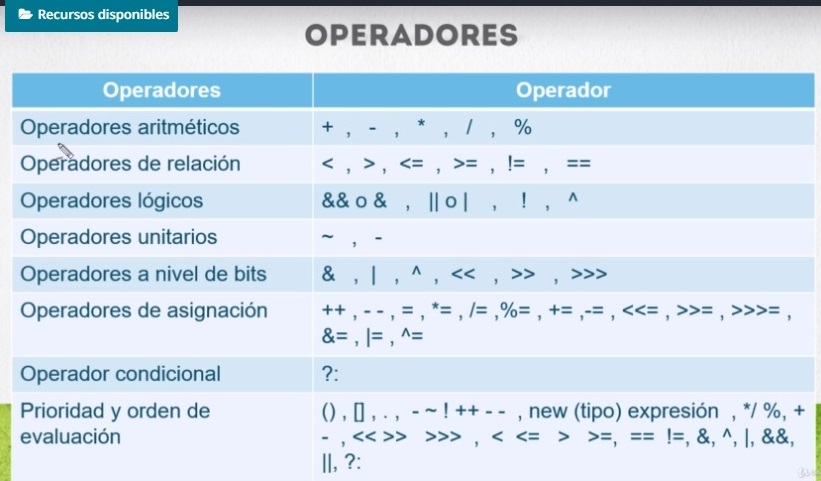 Recursos disponibles
OPERADORES
Operadores Operador
Operadores aritméticos + , - , * , / , %
Operadores de relación < , > , <= , >= , != , ==
Operadores lógicos && o & , || o | , ! , ^
Operadores unitarios ~ , -
Operadores a nivel de bits & , | , ^ , << , >> , >>>
Operadores de asignación ++ , - - , = , *= , /= ,%= , += ,-= , <<= , >>= , >>>= ,
&= , |= , ^=
Operador condicional ?:
Prioridad y orden de () , [] , . , - ~ ! ++ - - , new (tipo) expresión , */ %, +
evaluación - , << >> >>> , < <= > >=, == !=, &, ^, |, &&,
||, ?: